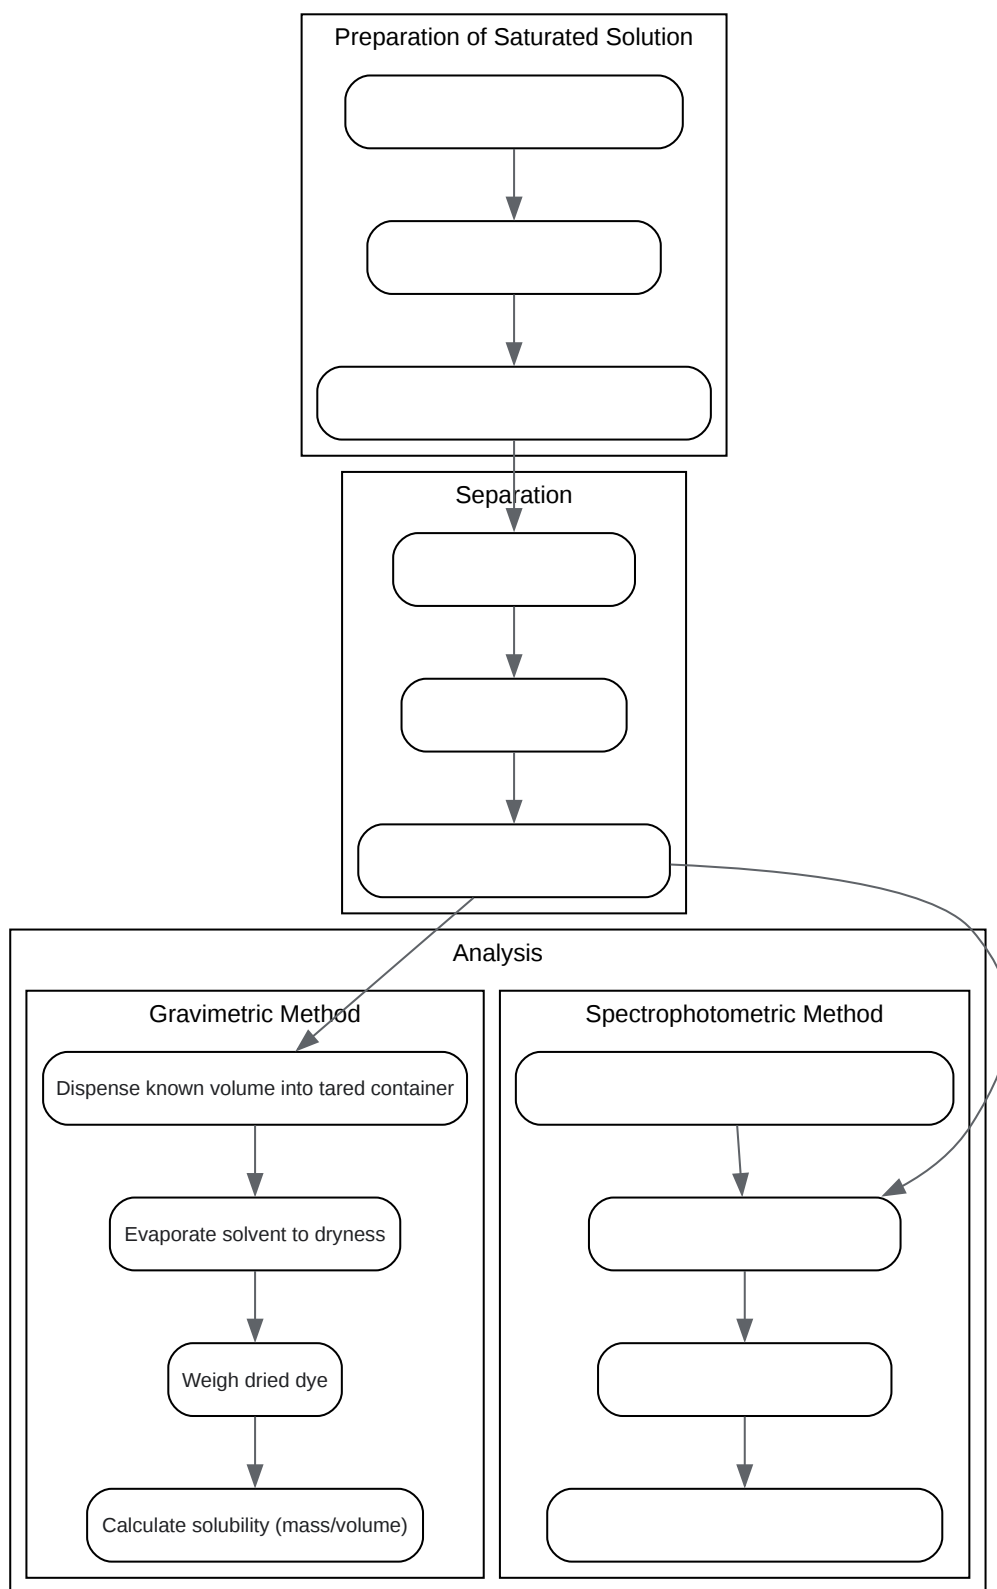 Preparation of Saturated Solution
Separation
Analysis
Gravimetric Method
Dispense known volume into tared container
Evaporate solvent to dryness
Weigh dried dye
Calculate solubility (mass/volume)
Spectrophotometric Method